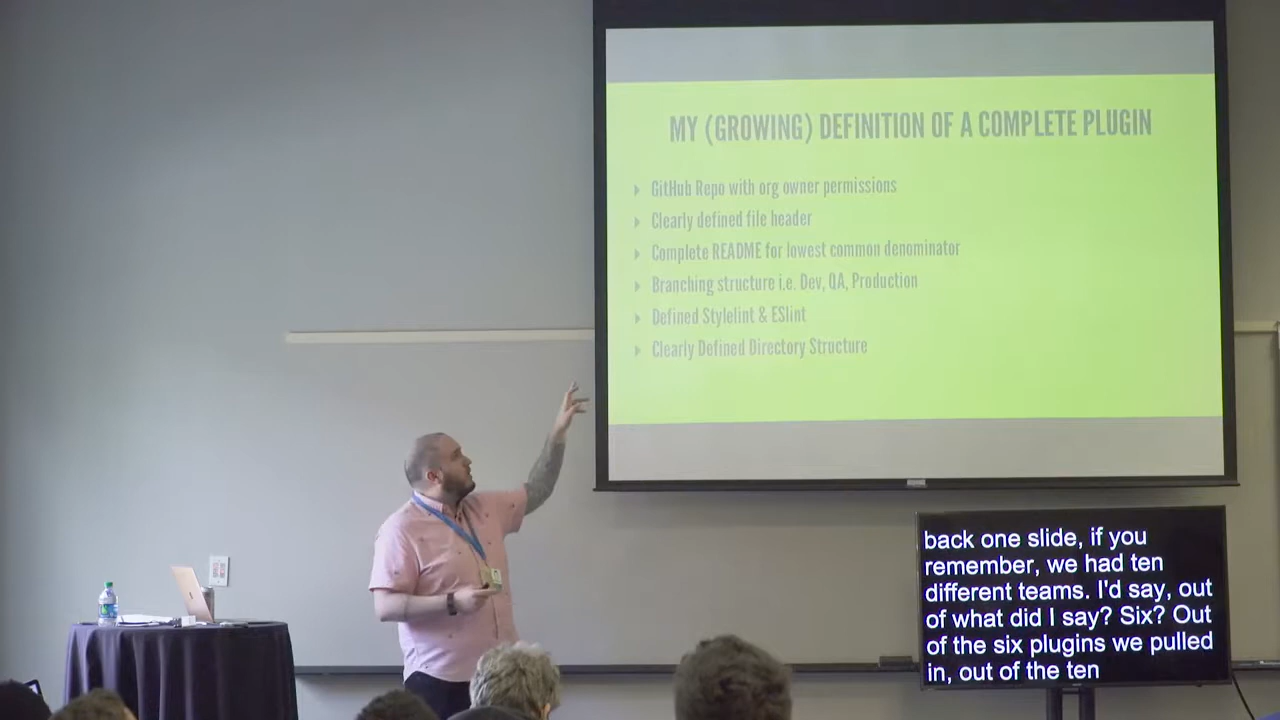 MY (GROWING) DEFINITION OF A COMPLETE PLUGIN
GitHub Repo with org owner permissions
Clearly defined file header
Complete README for lowest common denominator
Branching structure i.e. Dev, QA, Production
Defined Stylelint & ESlint
Clearly Defined Directory Structure
back one slide, if you
remember, we had ten
different teams. I'd say, out
of what did I say? Six? Out
of the six plugins we pulled
in, out of the ten